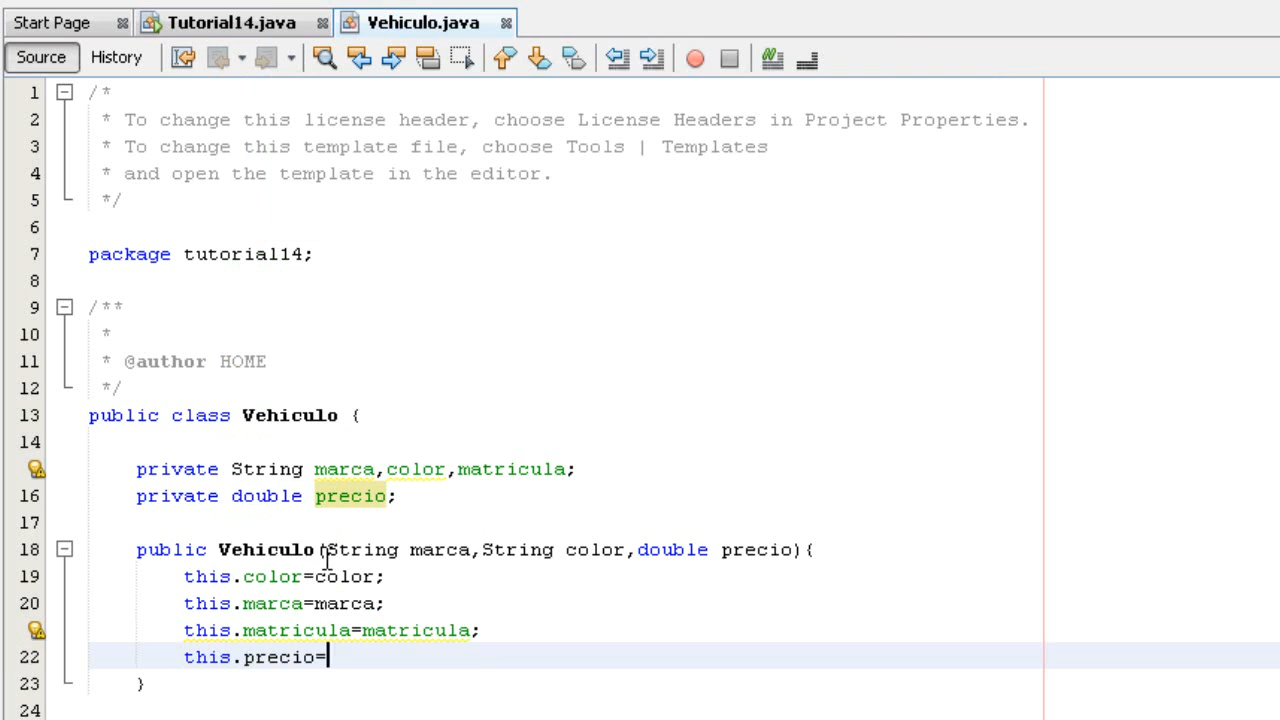 Start Page Tutorial14.java Vehiculo.java
Source History
1 /*
2 * To change this license header, choose License Headers in Project Properties.
3 * To change this template file, choose Tools | Templates
4 * and open the template in the editor.
5 */
6
7 package tutorial14;
8
9 /**
10 *
11 * @author HOME
12 */
13 public class Vehiculo {
14
private String marca,color,matricula;
16 private double precio;
17
18 public Vehiculo(String marca,String color,double precio){
19 this.color=color;
20 this.marca=marca;
this.matricula=matricula;
22 this.precio=
23 }
24